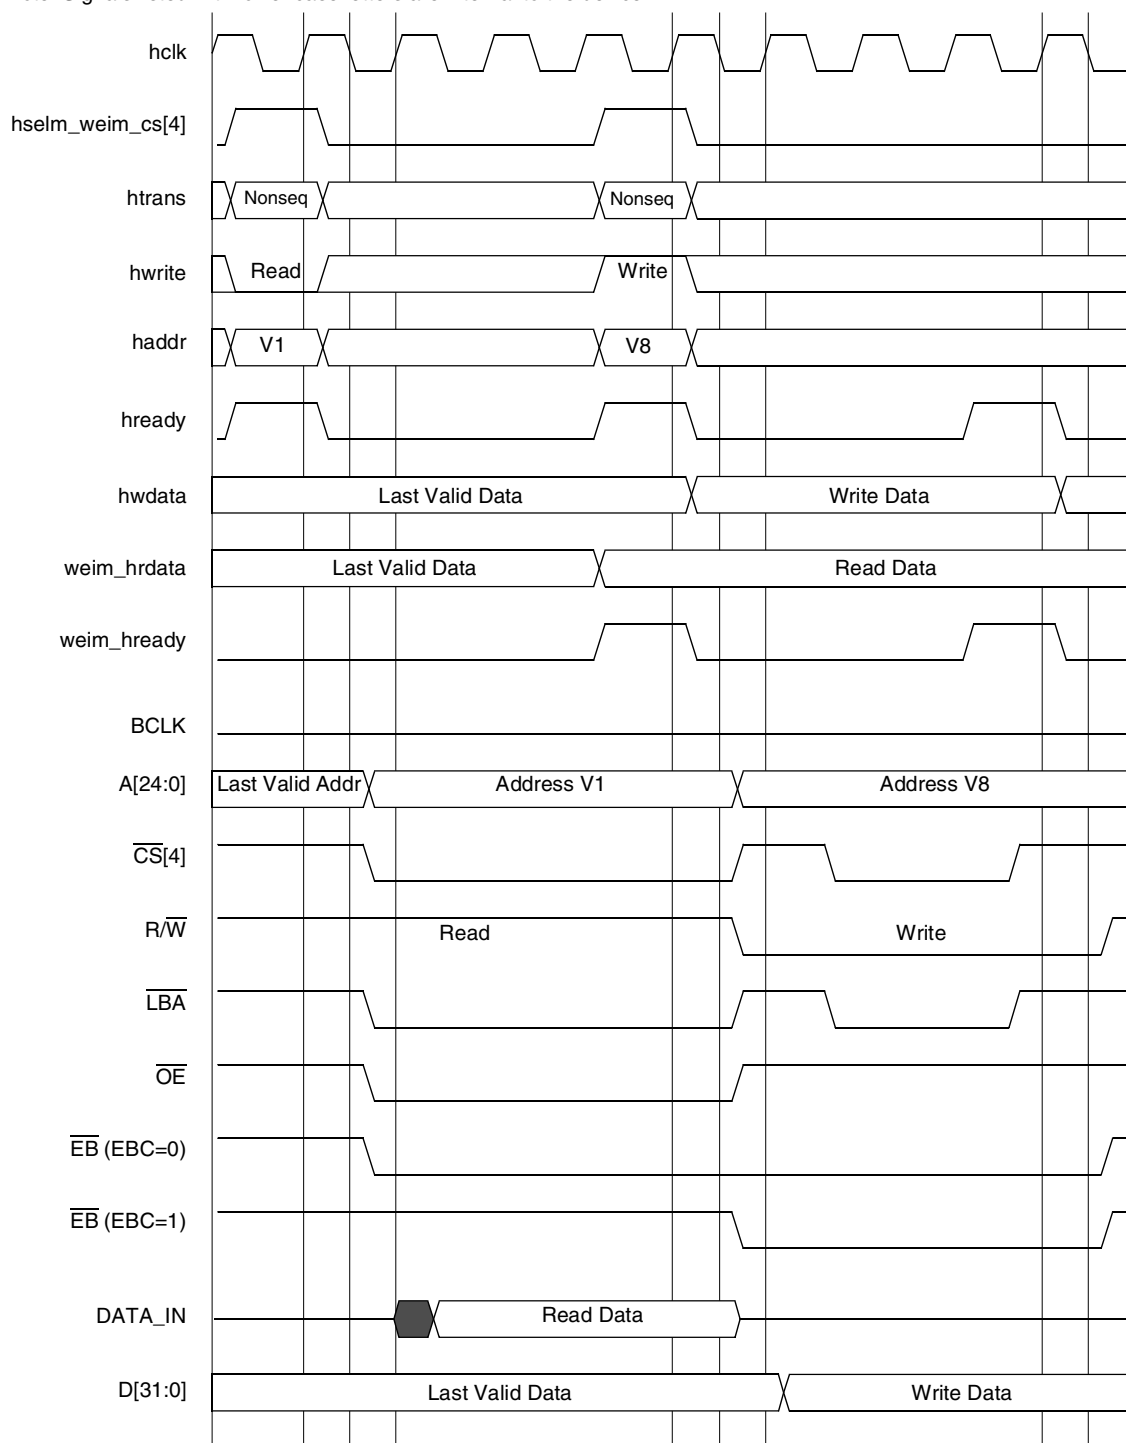 hclk
hselm_weim_cs[4]
htrans Nonseq Nonseq
hwrite Read Write
haddr V1 V8
hready
hwdata Last Valid Data Write Data
weim_hrdata Last Valid Data Read Data
weim_hready
BCLK
A[24:0] Last Valid Addr Address V1 Address V8
CS[4]
R/W Read Write
LBA
OE
EB (EBC=0)
EB (EBC=1)
DATA_IN Read Data
D[31:0] Last Valid Data Write Data